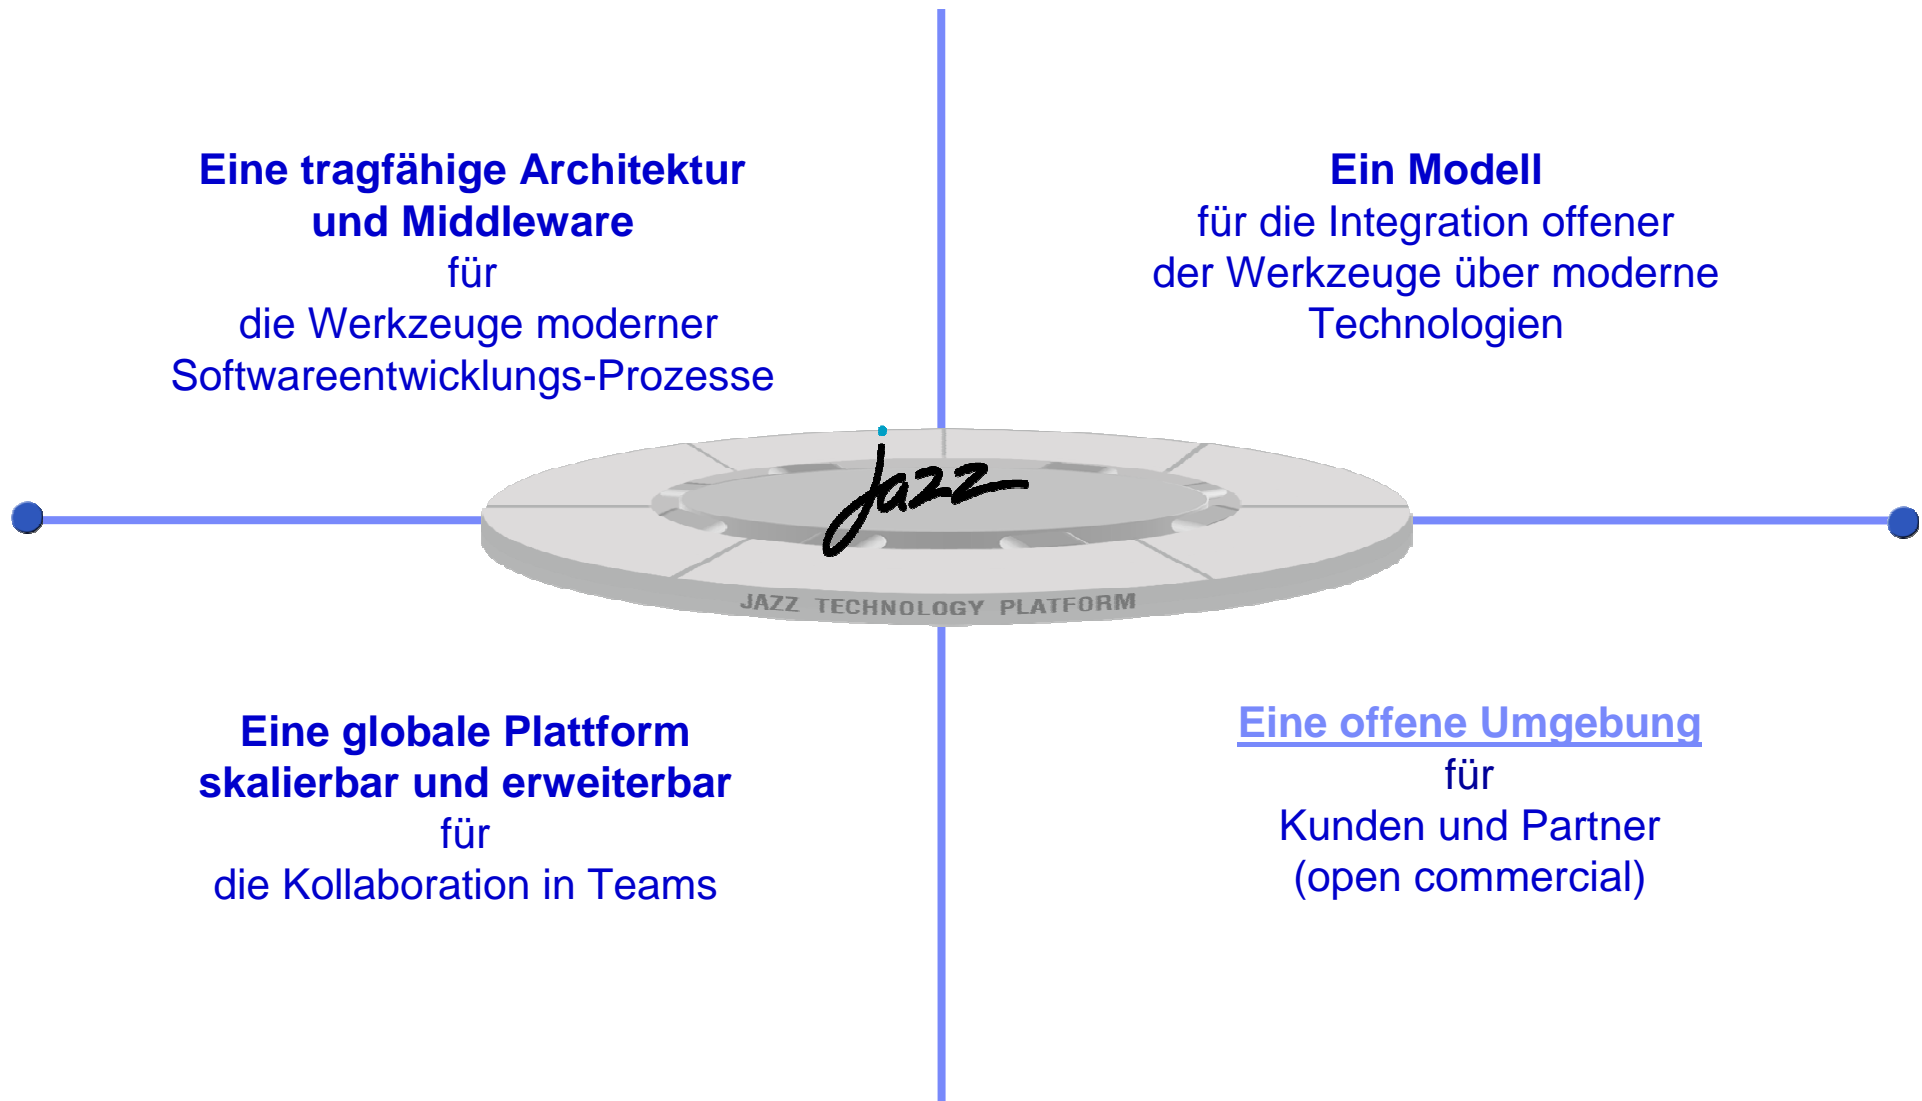 Eine tragfähige Architektur
und Middleware
für
die Werkzeuge moderner
Softwareentwicklungs-Prozesse
Ein Modell
für die Integration offener
der Werkzeuge über moderne
Technologien
jazz
JAZZ TECHNOLOGY PLATFORM
Eine globale Plattform
skalierbar und erweiterbar
für
die Kollaboration in Teams
Eine offene Umgebung
für
Kunden und Partner
(open commercial)